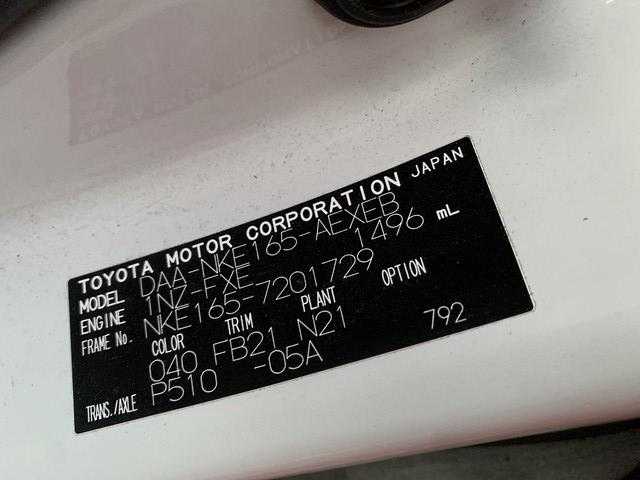 TOYOTA MOTOR CORPORATION JAPAN
MODEL DAA-NKE165-AEXEB
ENGINE 1NZ-FXE 1496 mL
FRAME No. NKE165-7201729
COLOR TRIM PLANT OPTION
040 FB21 N21 792
TRANS./AXLE P510 -05A